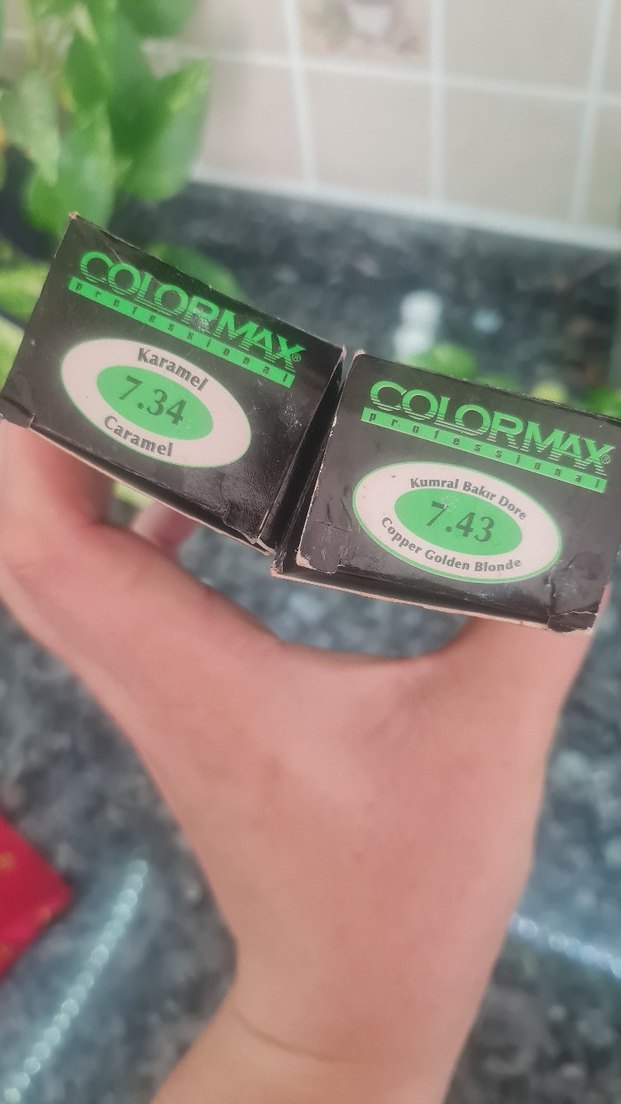 COLORMAX®
professional
Karamel
7.34
Caramel
COLORMAX®
professional
Kumral Bakır Dore
7.43
Copper Golden Blonde